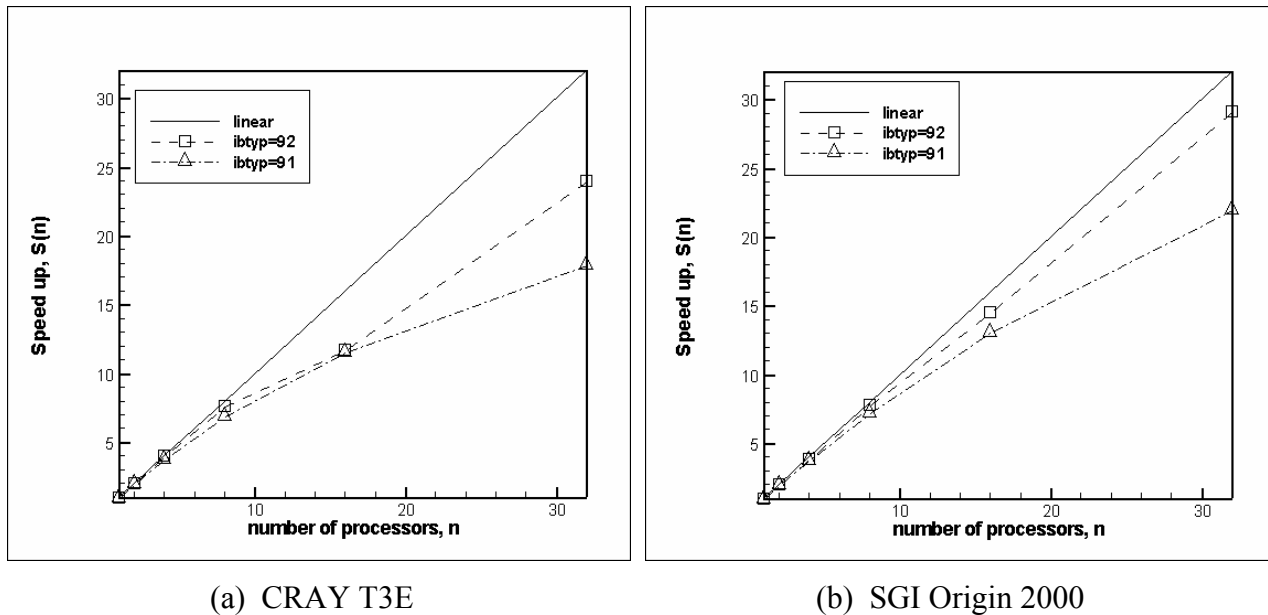 30
25
20
15
10
5
Speed up, S(n)
linear
ibtyp=92
ibtyp=91
10
20
30
number of processors, n
(a) CRAY T3E
30
25
20
15
10
5
Speed up, S(n)
linear
ibtyp=92
ibtyp=91
10
20
30
number of processors, n
(b) SGI Origin 2000